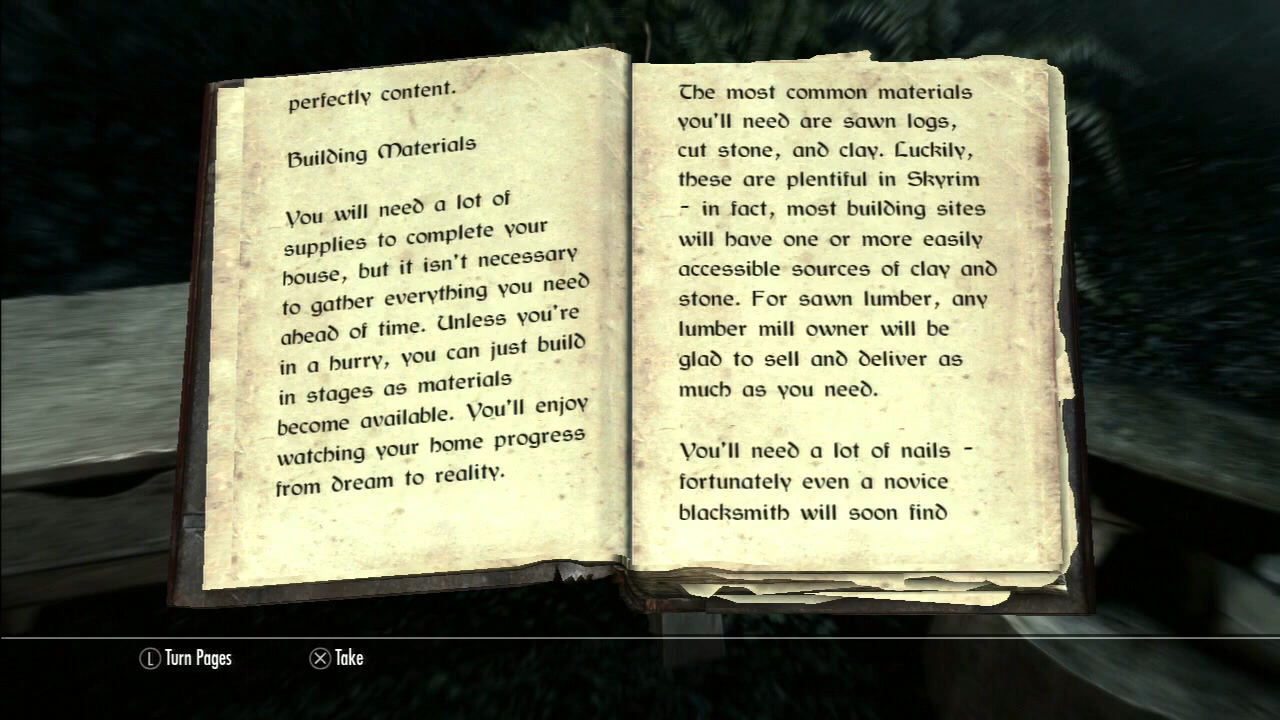 perfectly content.
Building Materials
You will need a lot of
supplies to complete your
house, but it isn't necessary
to gather everything you need
ahead of time. Unless you're
in a hurry, you can just build
in stages as materials
become available. You'll enjoy
watching your home progress
from dream to reality.
The most common materials
you'll need are sawn logs,
cut stone, and clay. Luckily,
these are plentiful in Skyrim
- in fact, most building sites
will have one or more easily
accessible sources of clay and
stone. For sawn lumber, any
lumber mill owner will be
glad to sell and deliver as
much as you need.
You'll need a lot of nails -
fortunately even a novice
blacksmith will soon find
L Turn Pages X Take